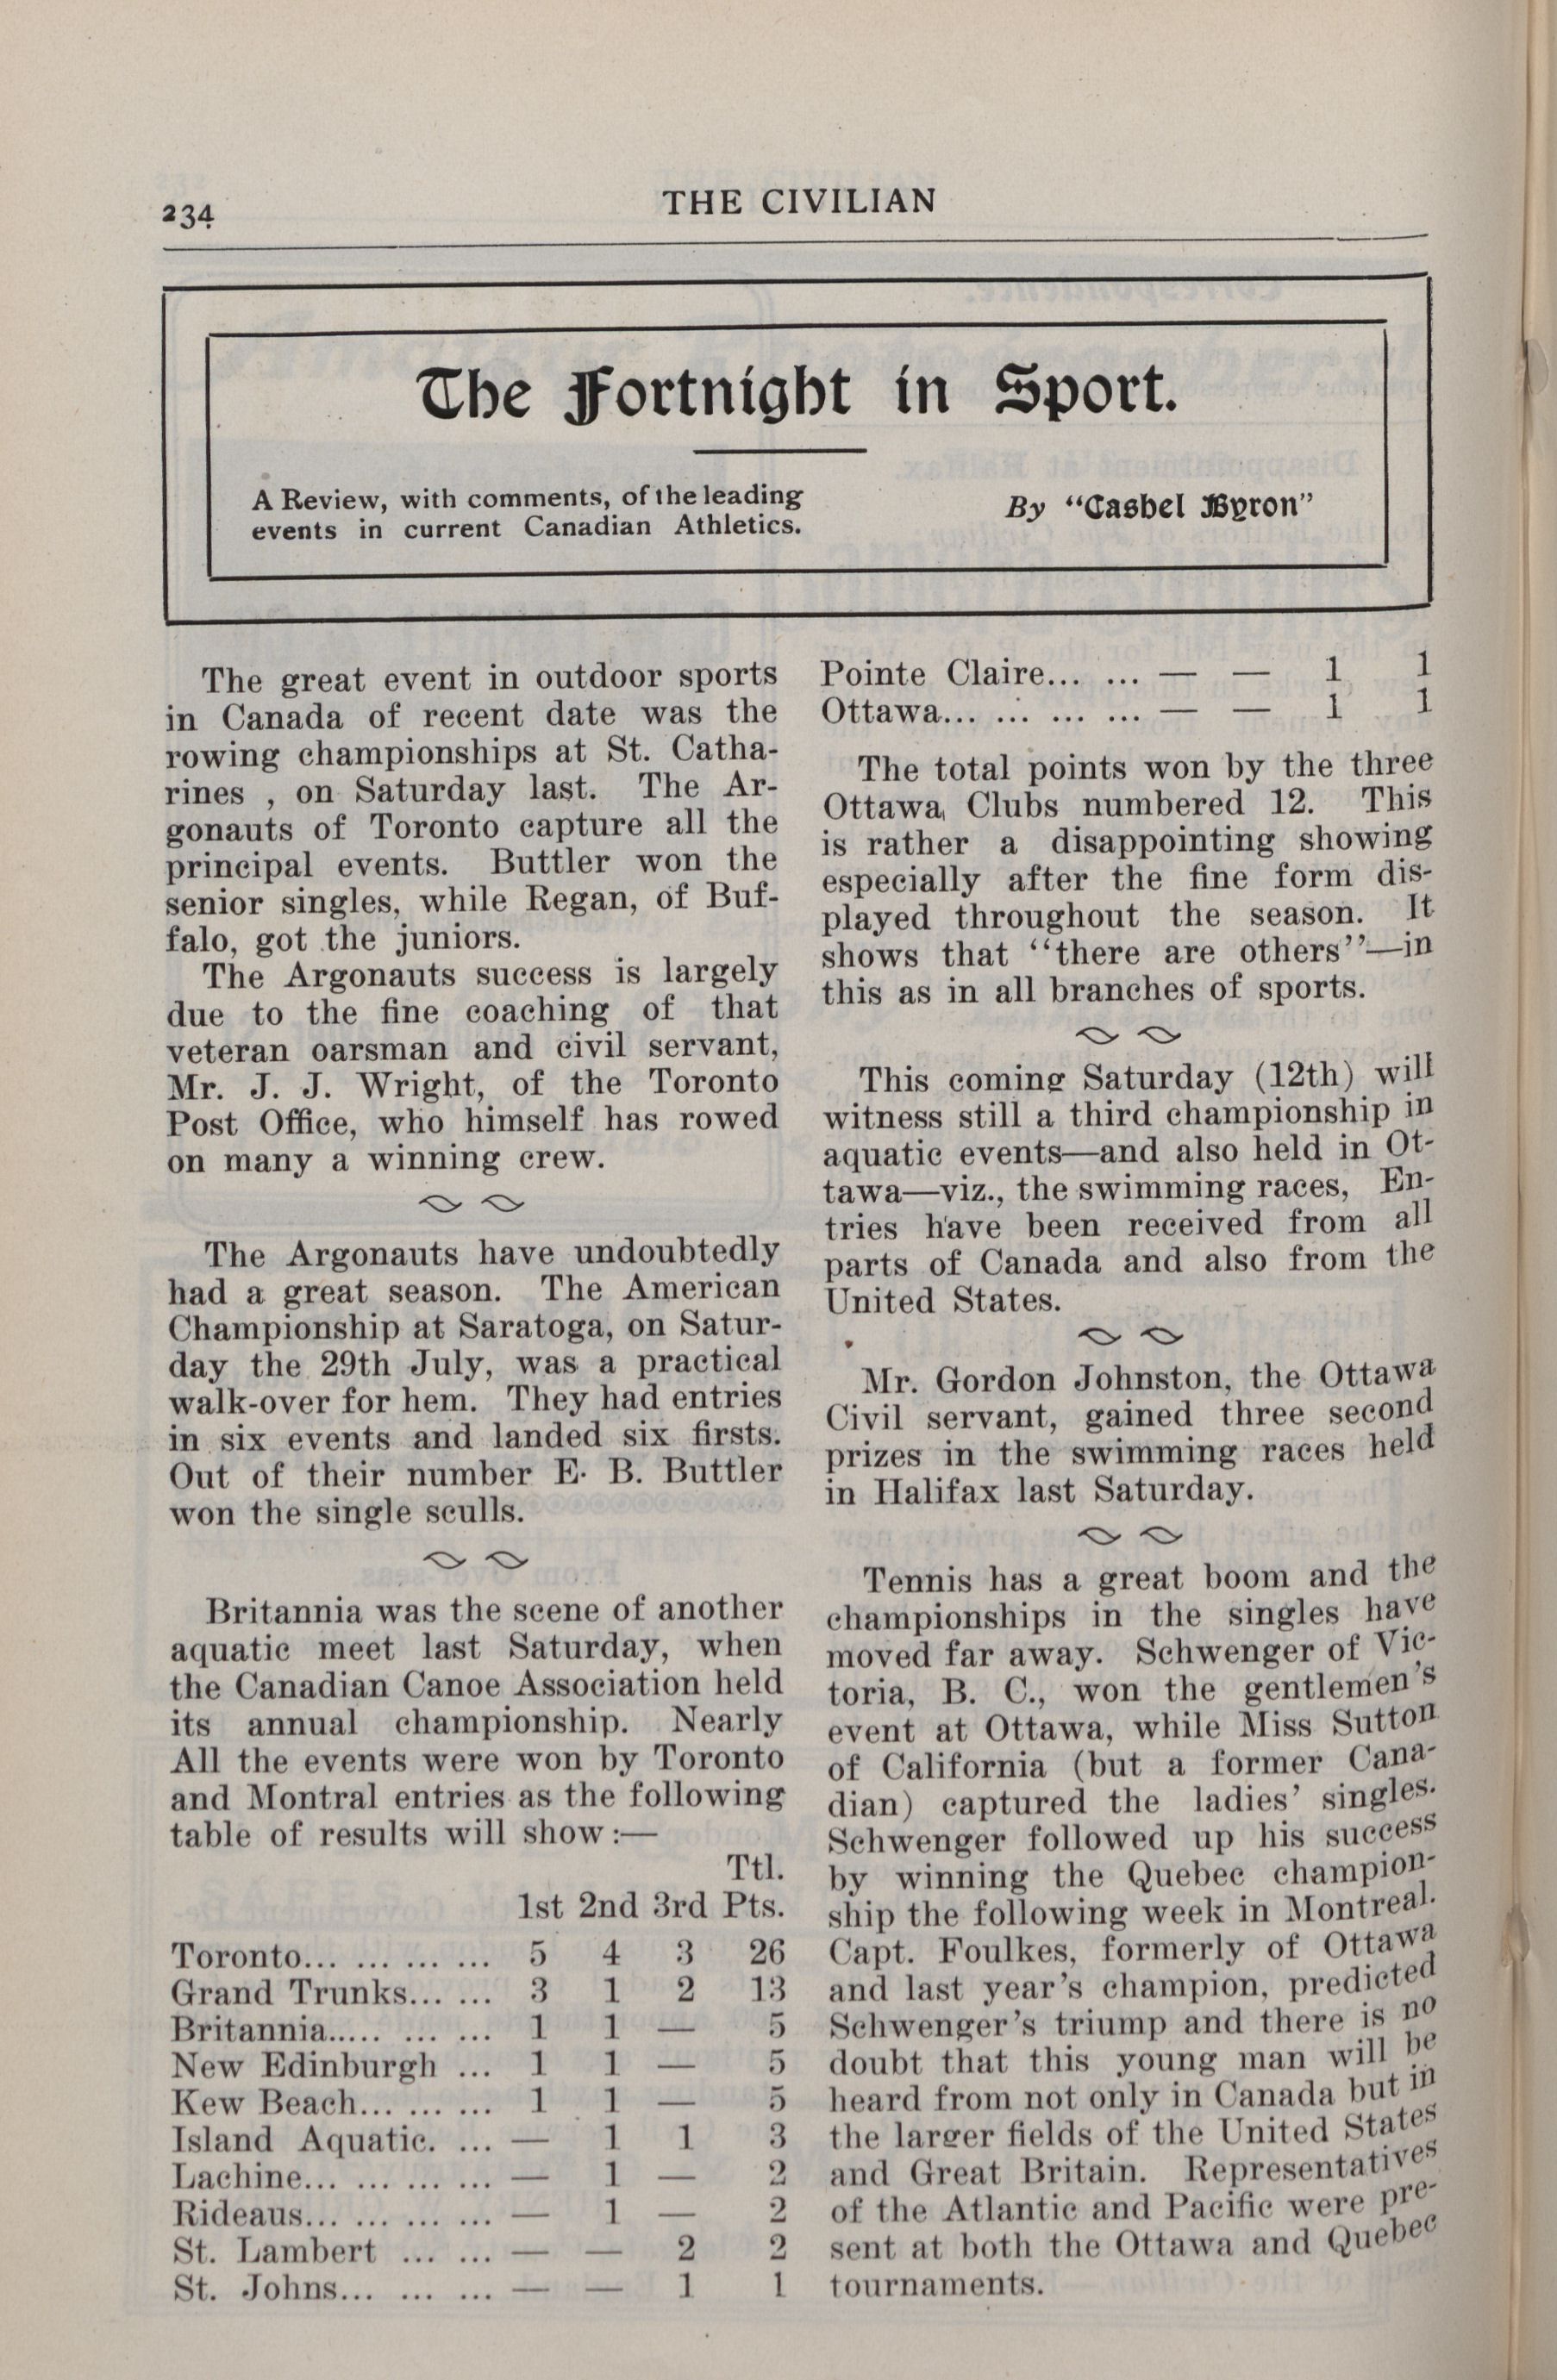 234
THE CIVILIAN
The Fortnight in Sport.
A Review, with comments, of the leading
events in current Canadian Athletics.
By "Cashel Byron"
The great event in outdoor sports
in Canada of recent date was the
rowing championships at St. Catha-
rines , on Saturday last. The Ar-
gonauts of Toronto capture all the
principal events. Buttler won the
senior singles, while Regan, of Buf-
falo, got the juniors.
The Argonauts success is largely
due to the fine coaching of that
veteran oarsman and civil servant,
Mr. J. J. Wright, of the Toronto
Post Office, who himself has rowed
on many a winning crew.
The Argonauts have undoubtedly
had a great season. The American
Championship at Saratoga, on Satur-
day the 29th July, was a practical
walk-over for hem. They had entries
in six events and landed six firsts.
Out of their number E. B. Buttler
won the single sculls.
Britannia was the scene of another
aquatic meet last Saturday, when
the Canadian Canoe Association held
its annual championship. Nearly
All the events were won by Toronto
and Montral entries as the following
table of results will show:—
Ttl.
1st 2nd 3rd Pts.
Toronto... ... ... ... 5 4 3 26
Grand Trunks... ... 3 1 2 13
Britannia..... ... ... 1 1 — 5
New Edinburgh ... 1 1 — 5
Kew Beach... ... ... 1 1 — 5
Island Aquatic. ... — 1 1 3
Lachine... ... ... ... — 1 — 2
Rideaus... ... ... ... — 1 — 2
St. Lambert ... ... — — 2 2
St. Johns... ... ... — — 1 1
Pointe Claire... ... — — 1 1
Ottawa... ... ... ... — — 1 1
The total points won by the three
Ottawa Clubs numbered 12. This
is rather a disappointing showing
especially after the fine form dis-
played throughout the season. It
shows that "there are others"—in
this as in all branches of sports.
This coming Saturday (12th) will
witness still a third championship in
aquatic events—and also held in Ot-
tawa—viz., the swimming races, En-
tries have been received from all
parts of Canada and also from the
United States.
Mr. Gordon Johnston, the Ottawa
Civil servant, gained three second
prizes in the swimming races held
in Halifax last Saturday.
Tennis has a great boom and the
championships in the singles have
moved far away. Schwenger of Vic-
toria, B. C., won the gentlemen's
event at Ottawa, while Miss Sutton
of California (but a former Cana-
dian) captured the ladies' singles.
Schwenger followed up his success
by winning the Quebec champion-
ship the following week in Montreal.
Capt. Foulkes, formerly of Ottawa
and last year's champion, predicted
Schwenger's triump and there is no
doubt that this young man will be
heard from not only in Canada but in
the larger fields of the United States
and Great Britain. Representatives
of the Atlantic and Pacific were pre-
sent at both the Ottawa and Quebec
tournaments.